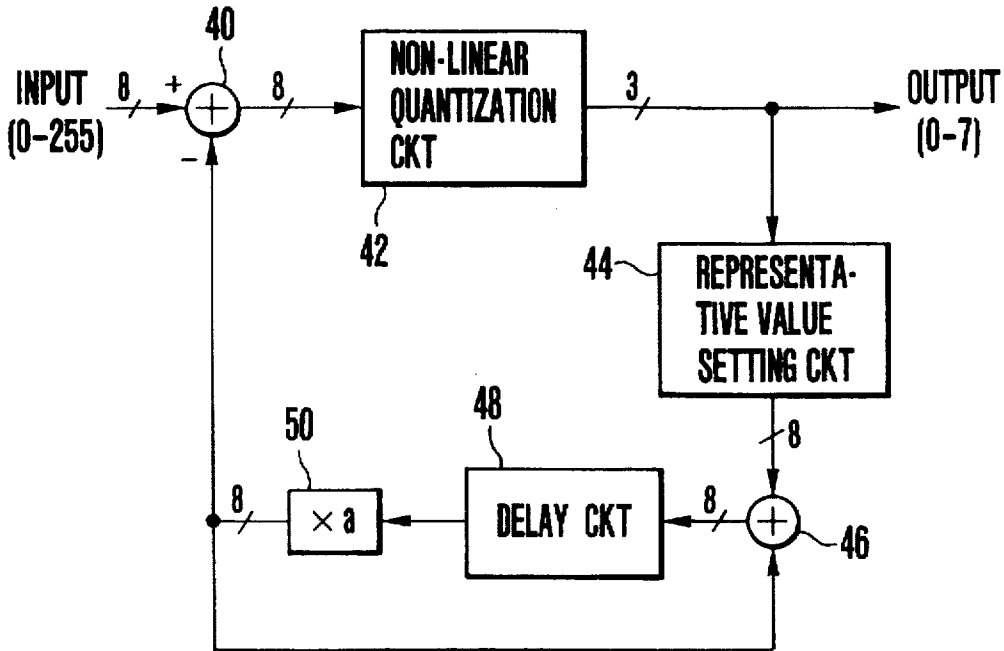 40
INPUT
(0-255)
8
+
+
-
8
NON-LINEAR
QUANTIZATION
CKT
42
3
OUTPUT
(0-7)
44
REPRESENTA-
TIVE VALUE
SETTING CKT
8
50
8
× a
48
DELAY CKT
8
+
46